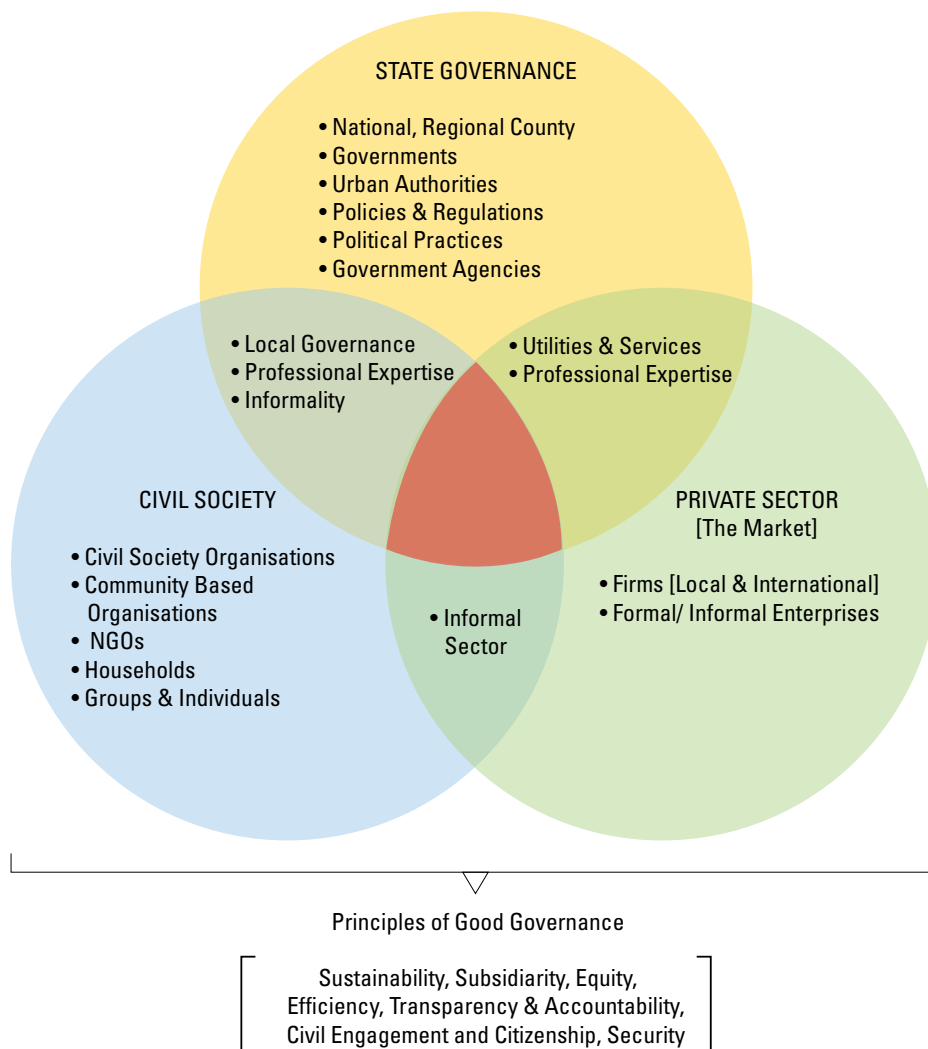 STATE GOVERNANCE
• National, Regional County
• Governments
• Urban Authorities
• Policies & Regulations
• Political Practices
• Government Agencies
• Local Governance
• Professional Expertise
• Informality
• Utilities & Services
• Professional Expertise
CIVIL SOCIETY
• Civil Society Organisations
• Community Based
Organisations
• NGOs
• Households
• Groups & Individuals
PRIVATE SECTOR
[The Market]
• Firms [Local & International]
• Formal/ Informal Enterprises
• Informal
Sector
Principles of Good Governance
Sustainability, Subsidiarity, Equity,
Efficiency, Transparency & Accountability,
Civil Engagement and Citizenship, Security